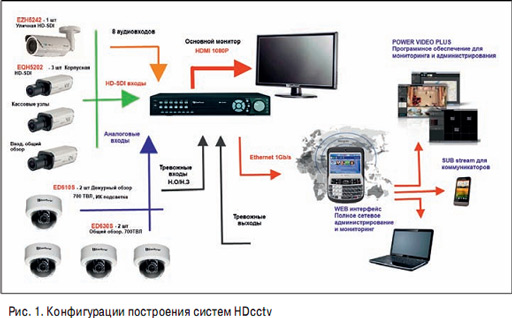 EZH5242 - 1 шт
Уличная HD-SDI
EQH5202 - 3 шт Корпусная
HD-SDI
Кассовые узлы
Вход, общий
обзор
8 аудиовходов
HD-SDI входы
Аналоговые
входы
Основной монитор
HDMI 1080P
Тревожные
входы
Н.О/Н.З
Тревожные
выходы
Ethernet 1Gb/s
POWER VIDEO PLUS
Програмное обеспечение для
мониторинга и администрирования
SUB stream для
коммуникаторов
WEB интерфейс
Полное сетевое
администрирование
и мониторинг
ED610S - 2 шт Дежурный обзор
700 ТВЛ, ИК подсветка
ED630S - 2 шт
Общий обзор. 700ТВЛ
Рис. 1. Конфигурации построения систем HDcctv